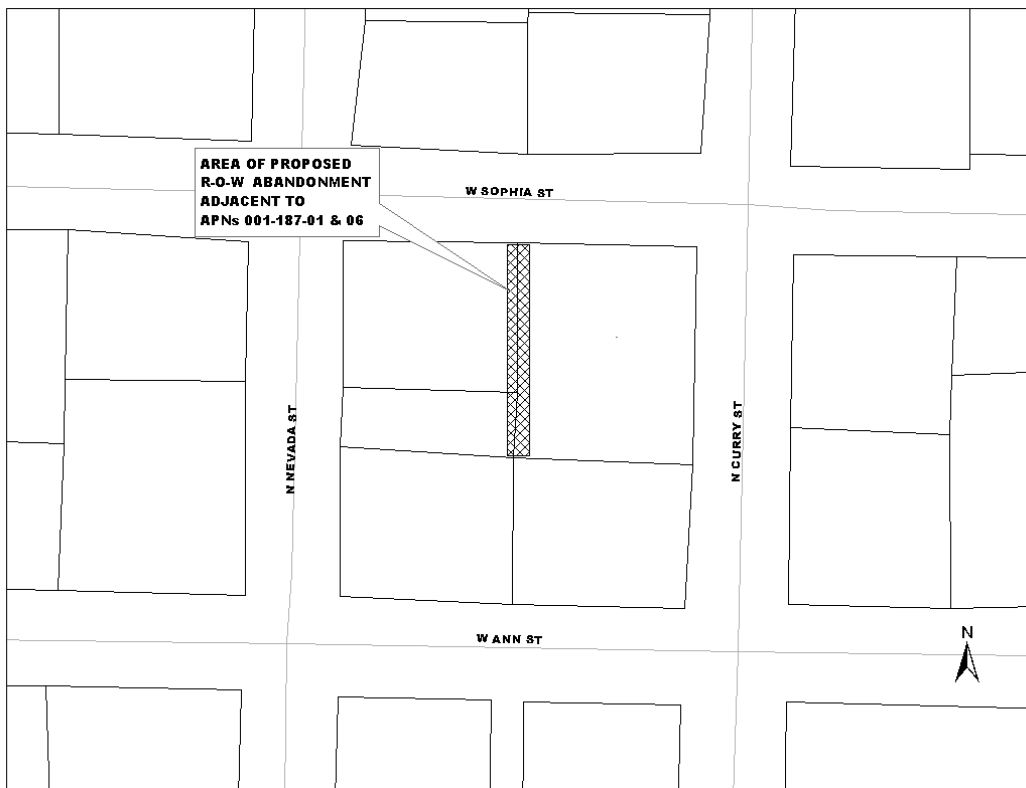 AREA OF PROPOSED
R-O-W ABANDONMENT
ADJACENT TO
APNs 001-187-01 & 06
W SOPHIA ST
N NEVADA ST
N CURRY ST
W ANN ST
N